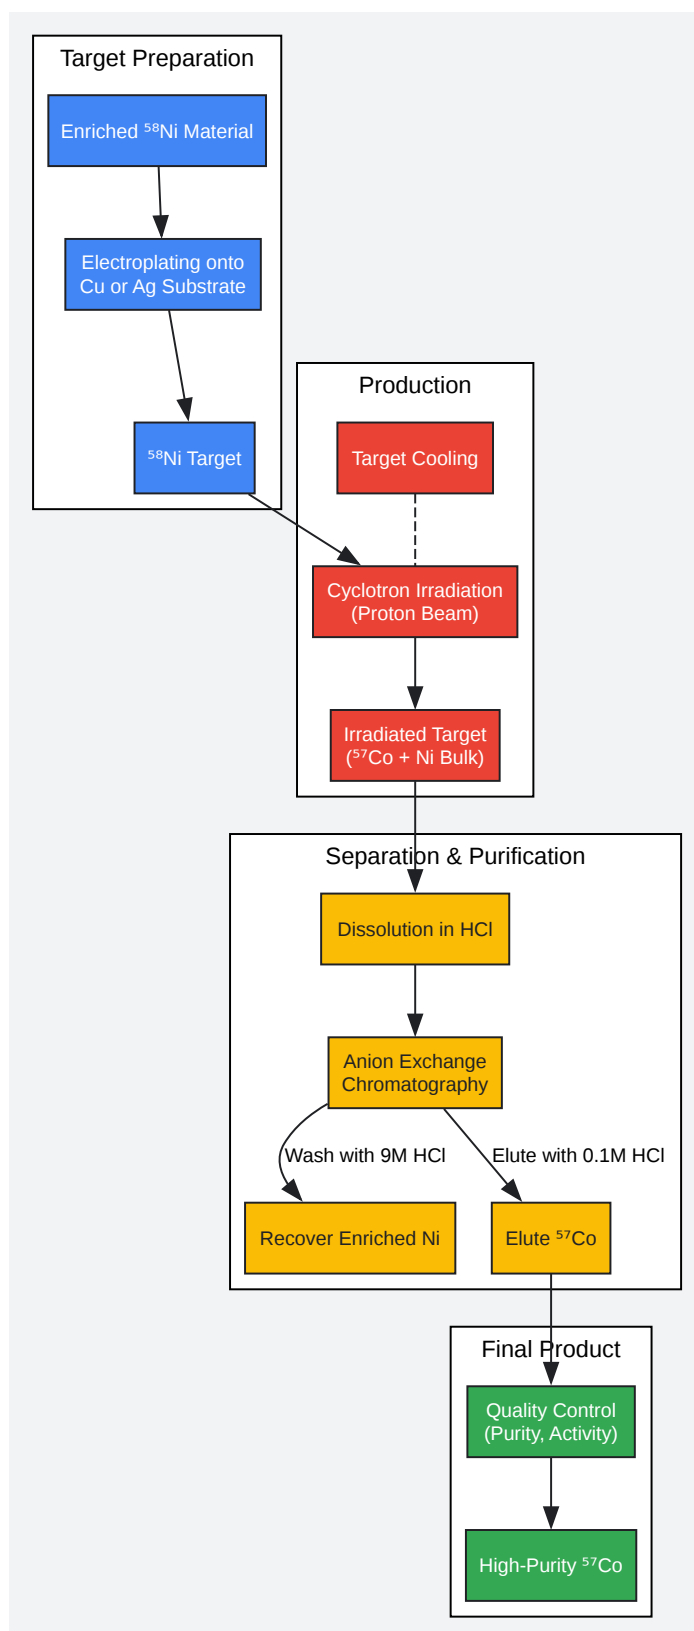 Target Preparation
Enriched ⁵⁸Ni Material
Electroplating onto
Cu or Ag Substrate
⁵⁸Ni Target
Production
Target Cooling
Cyclotron Irradiation
(Proton Beam)
Irradiated Target
(⁵⁷Co + Ni Bulk)
Separation & Purification
Dissolution in HCl
Anion Exchange
Chromatography
Wash with 9M HCl
Elute with 0.1M HCl
Recover Enriched Ni
Elute ⁵⁷Co
Final Product
Quality Control
(Purity, Activity)
High-Purity ⁵⁷Co